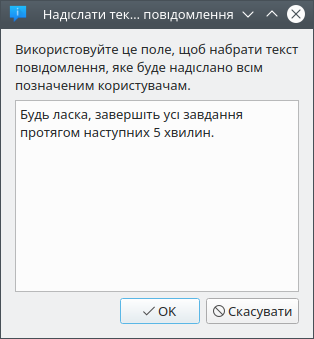 Надіслати тек... повідомлення
Використовуйте це поле, щоб набрати текст
повідомлення, яке буде надіслано всім
позначеним користувачам.
Будь ласка, завершіть усі завдання
протягом наступних 5 хвилин.
OK
Скасувати